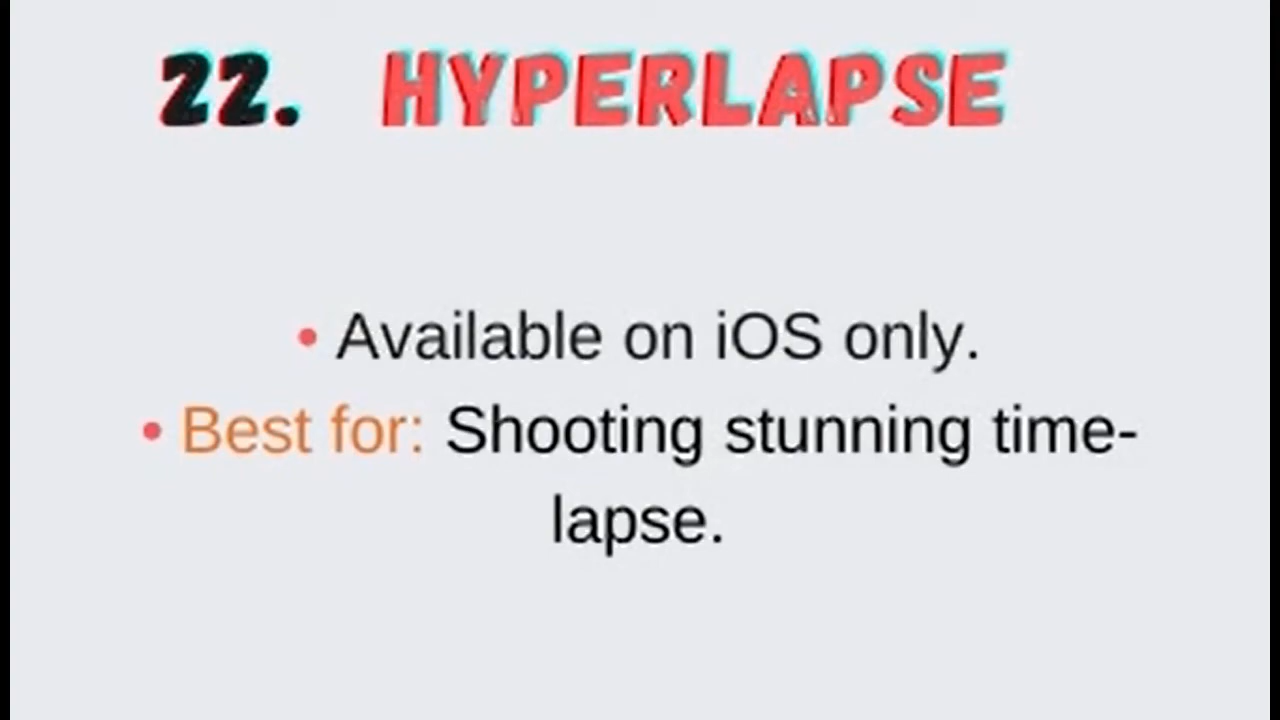 22. HYPERLAPSE
• Available on iOS only.
• Best for: Shooting stunning time-
lapse.